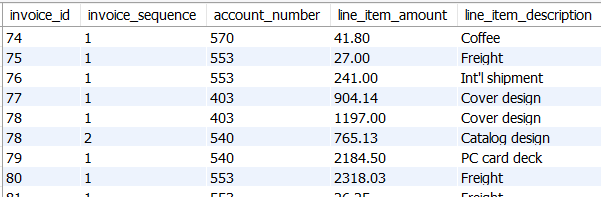 invoice_id invoice_sequence account_number line_item_amount line_item_description
74 1 570 41.80 Coffee
75 1 553 27.00 Freight
76 1 553 241.00 Int'l shipment
77 1 403 904.14 Cover design
78 1 403 1197.00 Cover design
78 2 540 765.13 Catalog design
79 1 540 2184.50 PC card deck
80 1 553 2318.03 Freight
81 1 553 26.25 Freight